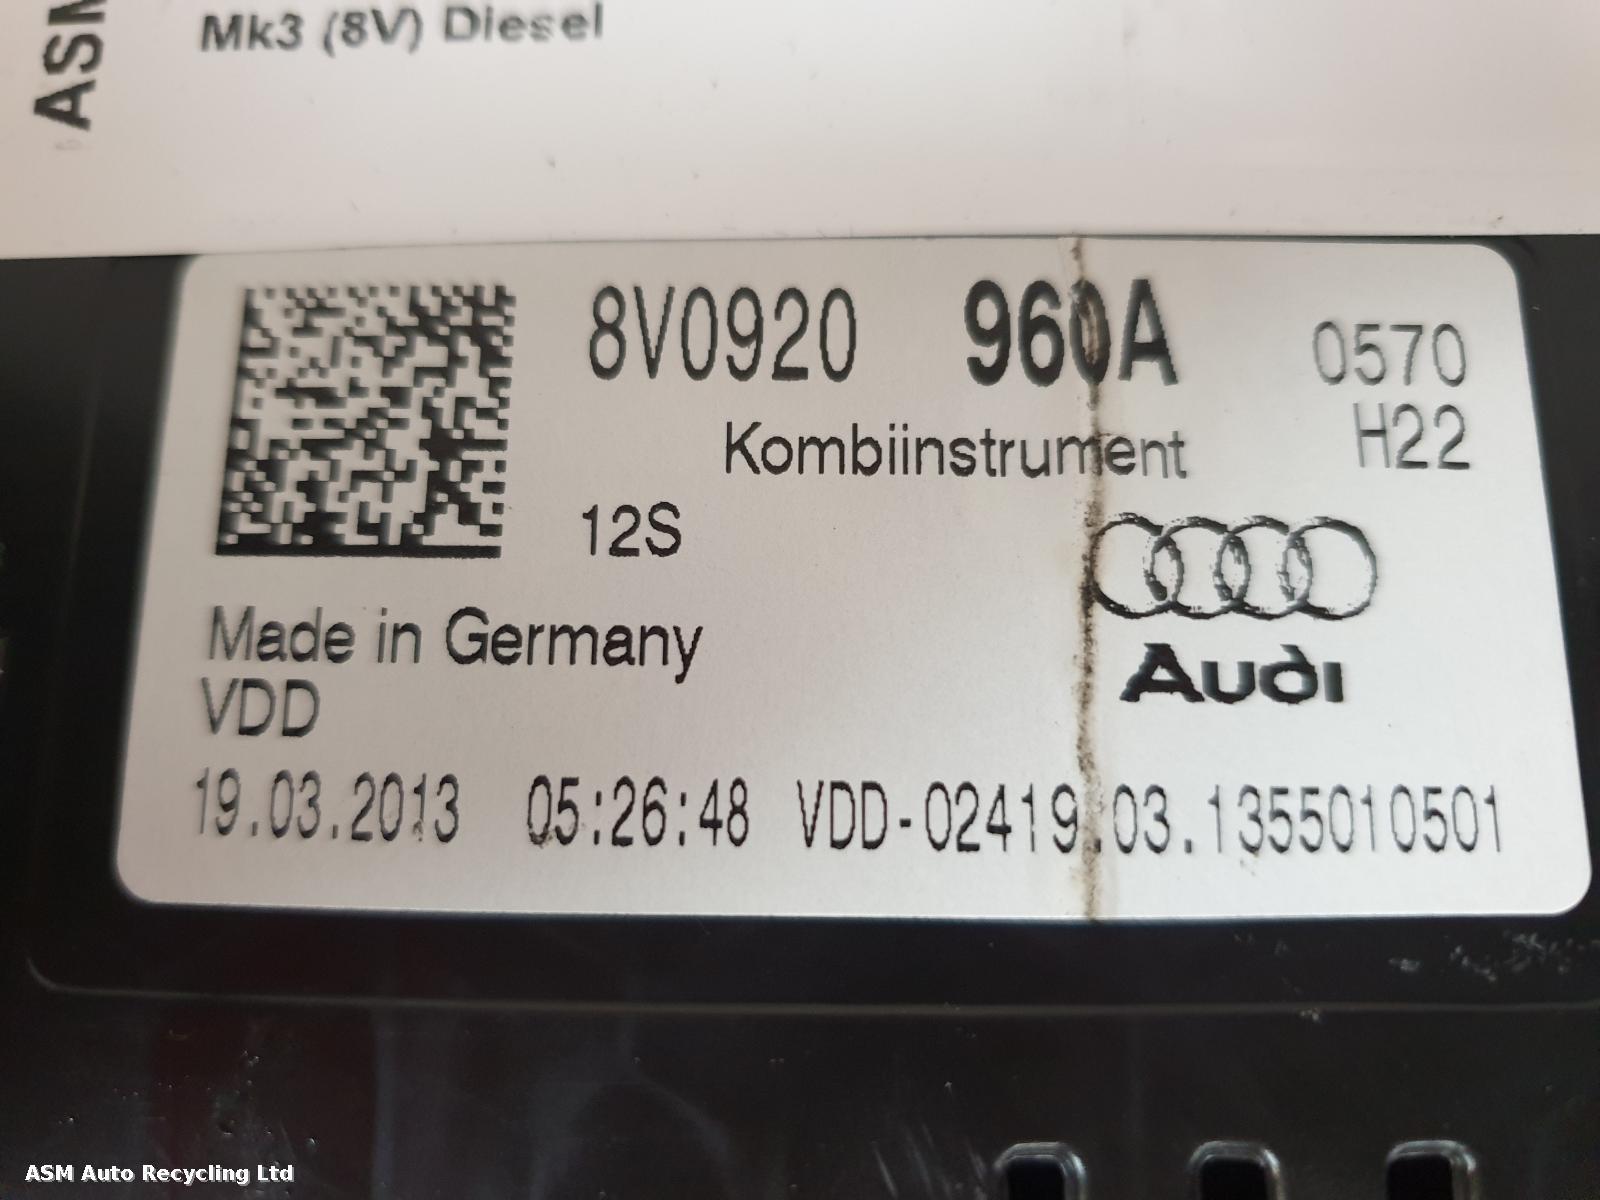 ASM
Mk3 (8V) Diesel
8V0920 960A 0570
Kombiinstrument H22
12S
Audi
Made in Germany
VDD
19.03.2013 05:26:48 VDD-02419.03.1355010501
ASM Auto Recycling Ltd